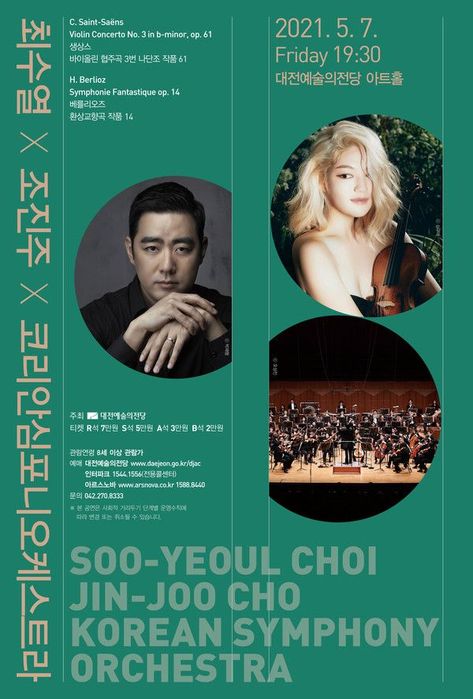 최수열 X 조진주 X 코리안심포니오케스트라
C. Saint-Saëns
Violin Concerto No. 3 in b-minor, op. 61
생상스
바이올린 협주곡 3번 나단조 작품 61
H. Berlioz
Symphonie Fantastique op. 14
베를리오즈
환상교향곡 작품 14
2021. 5. 7.
Friday 19:30
대전예술의전당 아트홀
주최 대전예술의전당
티켓 R석 7만원 S석 5만원 A석 3만원 B석 2만원
관람연령 8세 이상 관람가
예매 대전예술의전당 www.daejeon.go.kr/djac
인터파크 1544.1556(전용콜센터)
아르스노바 www.arsnova.co.kr 1588.8440
문의 042.270.8333
※ 본 공연은 사회적 거리두기 단계별 운영수칙에
따라 변경 또는 취소될 수 있습니다.
SOO-YEOUL CHOI
JIN-JOO CHO
KOREAN SYMPHONY
ORCHESTRA